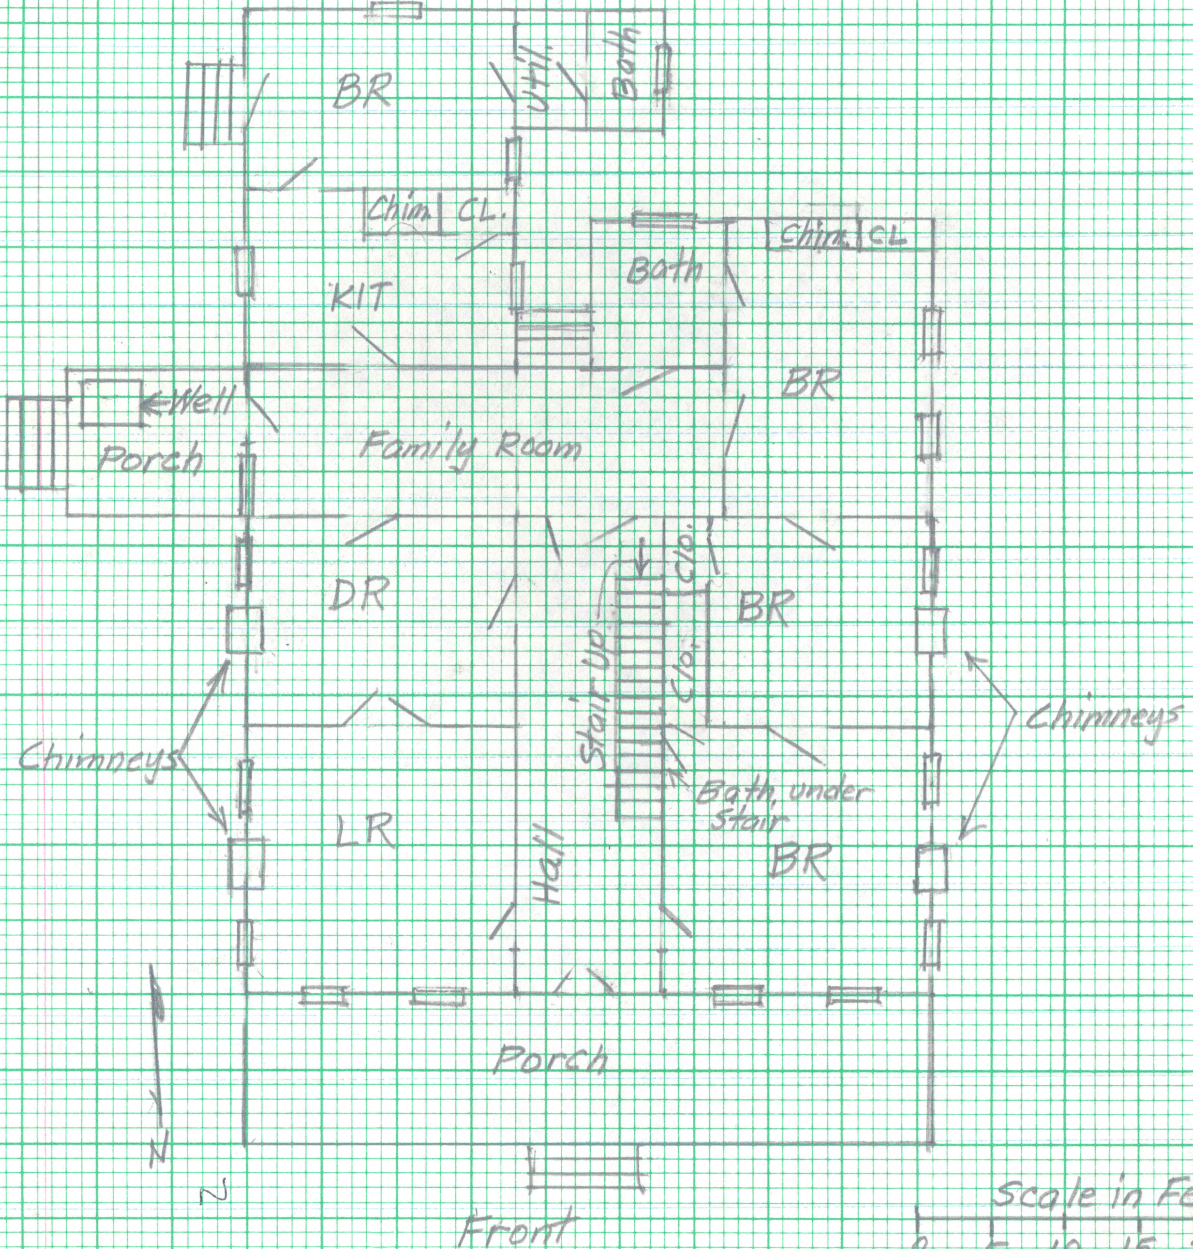 BR
Util.
Bath
Chim.
CL.
Bath
Chim.
CL
KIT
BR
←Well
Porch
Family Room
DR
Clo.
BR
Stair Up
Clo.
Chimneys
Chimneys
Bath under
Stair
LR
Hall
BR
Porch
N
N
Scale in Fe
Front
0 5 10 15